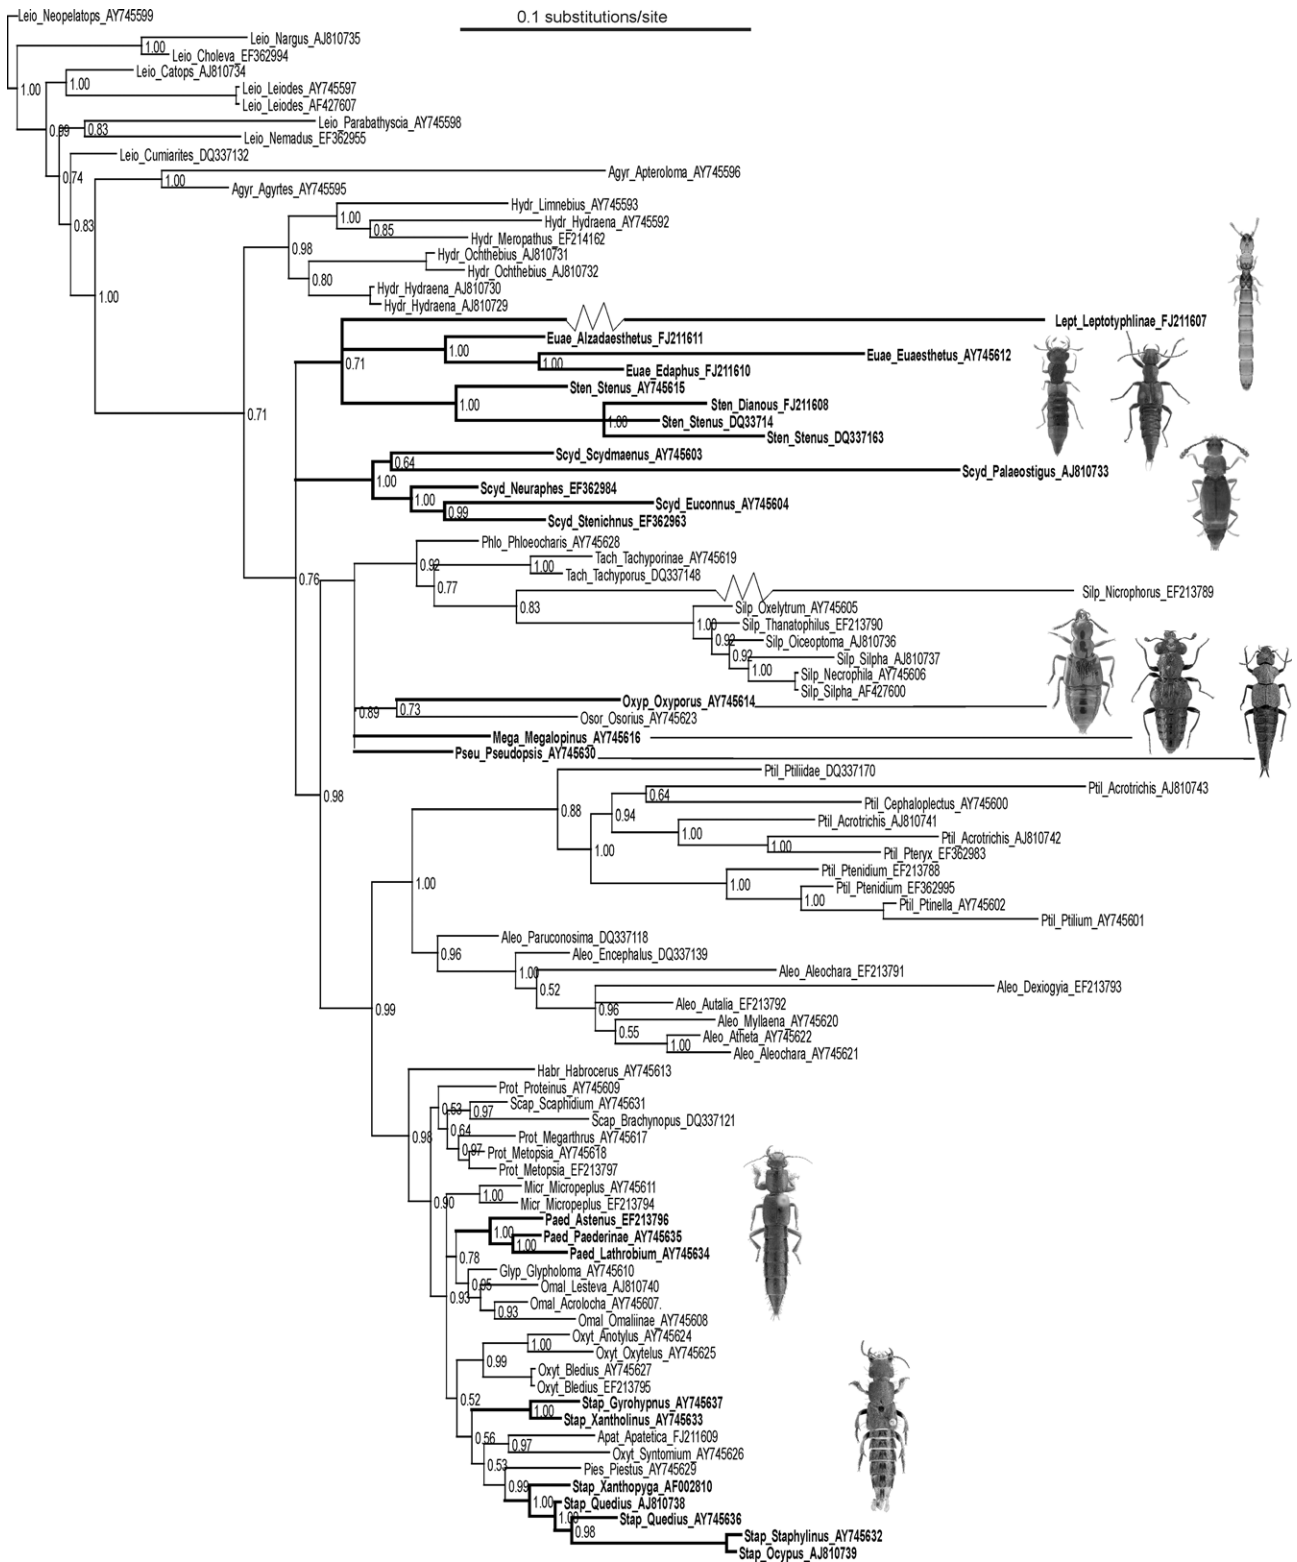 Leio_Neopelatops_AY745599
0.1 substitutions/site
Leio_Nargus_AJ810735
1.00
Leio_Choleva_EF362994
Leio_Catops_AJ810734
1.00
1.00
Leio_Leiodes_AY745597
Leio_Leiodes_AF427607
Leio_Parabathyscia_AY745598
0.99
0.83
Leio_Nemadus_EF362955
Leio_Cumiarites_DQ337132
0.74
Agyr_Apteroloma_AY745596
1.00
Agyr_Agyrtes_AY745595
0.83
Hydr_Limnebius_AY745593
1.00
Hydr_Hydraena_AY745592
0.85
Hydr_Meropathus_EF214162
0.98
Hydr_Ochthebius_AJ810731
Hydr_Ochthebius_AJ810732
0.80
Hydr_Hydraena_AJ810730
1.00
Hydr_Hydraena_AJ810729
Lept_Leptotyphlinae_FJ211607
Euae_Alzadaesthetus_FJ211611
1.00
Euae_Euaesthetus_AY745612
0.71
1.00
Euae_Edaphus_FJ211610
Sten_Stenus_AY745615
1.00
Sten_Dianous_FJ211608
0.71
1.00
Sten_Stenus_DQ33714
Sten_Stenus_DQ337163
Scyd_Scydmaenus_AY745603
0.64
Scyd_Palaeostigus_AJ810733
1.00
Scyd_Neuraphes_EF362984
1.00
Scyd_Euconnus_AY745604
0.99
Scyd_Stenichnus_EF362963
Phlo_Phloeocharis_AY745628
Tach_Tachyporinae_AY745619
0.92
1.00
Tach_Tachyporus_DQ337148
0.76
0.77
Silp_Nicrophorus_EF213789
0.83
Silp_Oxelytrum_AY745605
1.00
Silp_Thanatophilus_EF213790
0.92
Silp_Oiceoptoma_AJ810736
0.92
Silp_Silpha_AJ810737
1.00
Silp_Necrophila_AY745606
Silp_Silpha_AF427600
Oxyp_Oxyporus_AY745614
0.89
0.73
Osor_Osorius_AY745623
Mega_Megalopinus_AY745616
Pseu_Pseudopsis_AY745630
Ptil_Ptiliidae_DQ337170
Ptil_Acrotrichis_AJ810743
0.98
0.64
Ptil_Cephaloplectus_AY745600
0.88
0.94
Ptil_Acrotrichis_AJ810741
1.00
Ptil_Acrotrichis_AJ810742
1.00
Ptil_Pteryx_EF362983
1.00
Ptil_Ptenidium_EF213788
1.00
1.00
Ptil_Ptenidium_EF362995
1.00
Ptil_Ptinella_AY745602
Ptil_Ptilium_AY745601
Aleo_Paruconosima_DQ337118
0.96
Aleo_Encephalus_DQ337139
1.00
Aleo_Aleochara_EF213791
0.52
Aleo_Dexiogyia_EF213793
0.99
0.96
Aleo_Autalia_EF213792
Aleo_Myllaena_AY745620
0.55
Aleo_Atheta_AY745622
1.00
Aleo_Aleochara_AY745621
Habr_Habrocerus_AY745613
Prot_Proteinus_AY745609
Scap_Scaphidium_AY745631
0.53
0.97
Scap_Brachynopus_DQ337121
0.98
0.64
Prot_Megarthrus_AY745617
0.97
Prot_Metopsia_AY745618
Prot_Metopsia_EF213797
Micr_Micropeplus_AY745611
0.90
1.00
Micr_Micropeplus_EF213794
Paed_Astenus_EF213796
1.00
Paed_Paederinae_AY745635
1.00
Paed_Lathrobium_AY745634
0.78
Glyp_Glypholoma_AY745610
0.95
Omal_Lesteva_AJ810740
0.93
Omal_Acrolocha_AY745607.
0.93
Omal_Omaliinae_AY745608
Oxyt_Anotylus_AY745624
1.00
Oxyt_Oxytelus_AY745625
0.99
Oxyt_Bledius_AY745627
Oxyt_Bledius_EF213795
0.52
Stap_Gyrohypnus_AY745637
1.00
Stap_Xantholinus_AY745633
0.56
Apat_Apatetica_FJ211609
0.97
Oxyt_Syntomium_AY745626
0.53
Pies_Piestus_AY745629
0.99
Stap_Xanthopyga_AF002810
1.00
Stap_Quedius_AJ810738
1.00
Stap_Quedius_AY745636
0.98
Stap_Staphylinus_AY745632
Stap_Ocypus_AJ810739